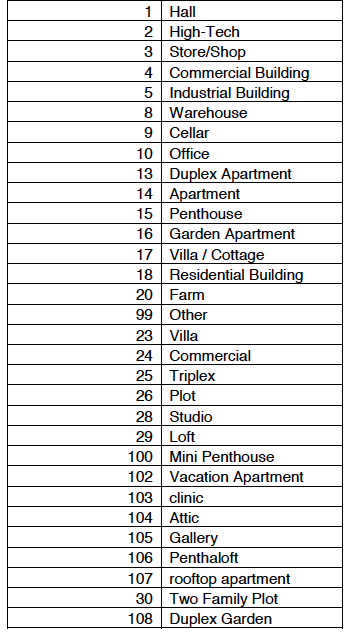 1 Hall
2 High-Tech
3 Store/Shop
4 Commercial Building
5 Industrial Building
8 Warehouse
9 Cellar
10 Office
13 Duplex Apartment
14 Apartment
15 Penthouse
16 Garden Apartment
17 Villa / Cottage
18 Residential Building
20 Farm
99 Other
23 Villa
24 Commercial
25 Triplex
26 Plot
28 Studio
29 Loft
100 Mini Penthouse
102 Vacation Apartment
103 clinic
104 Attic
105 Gallery
106 Penthaloft
107 rooftop apartment
30 Two Family Plot
108 Duplex Garden